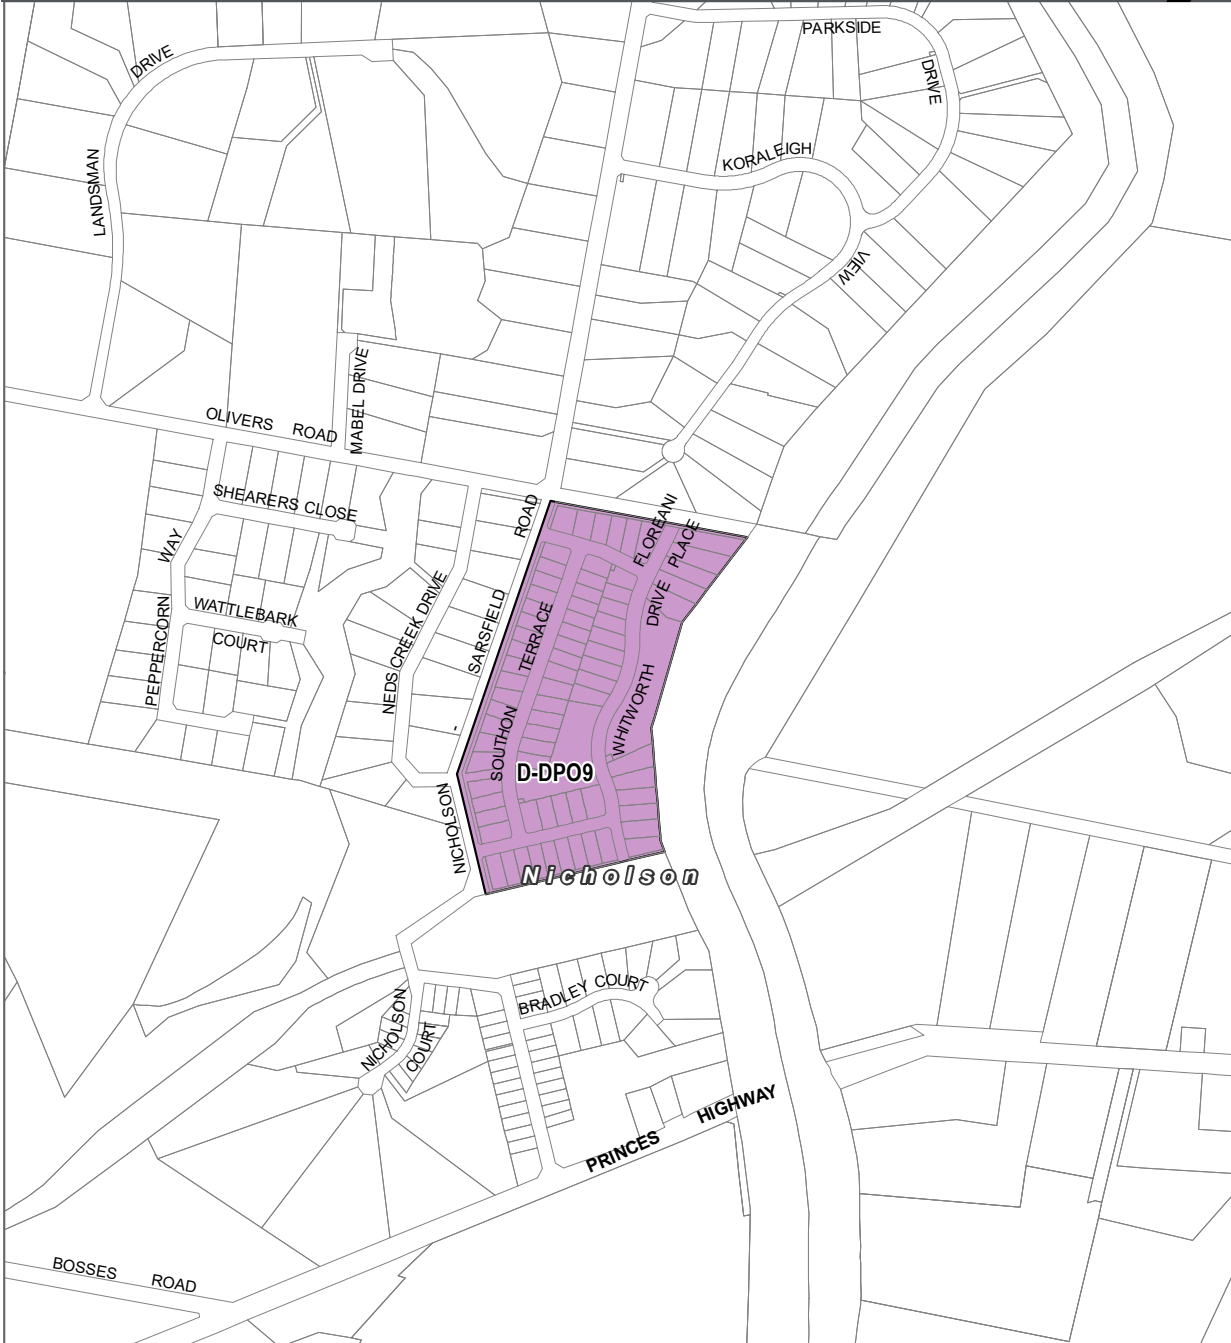 PARKSIDE
DRIVE
DRIVE
KORALEIGH
LANDSMAN
VIEW
MABEL DRIVE
OLIVERS ROAD
SHEARERS CLOSE
ROAD
FLOREANI
PLACE
WAY
NEDS CREEK DRIVE
SARSFIELD
DRIVE
WATTLEBARK
COURT
PEPPERCORN
TERRACE
WHITWORTH
SOUTHON
D-DPO9
NICHOLSON
Nicholson
BRADLEY COURT
NICHOLSON
COURT
PRINCES HIGHWAY
BOSSES ROAD